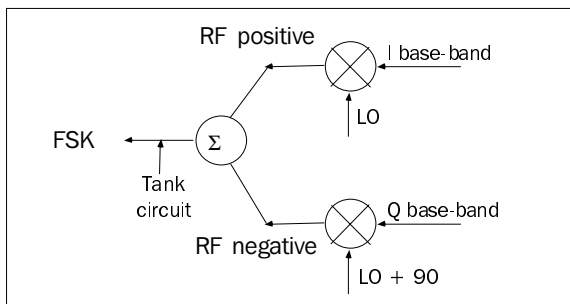 RF positive
I base-band
LO
FSK
Σ
Tank
circuit
Q base-band
RF negative
LO + 90